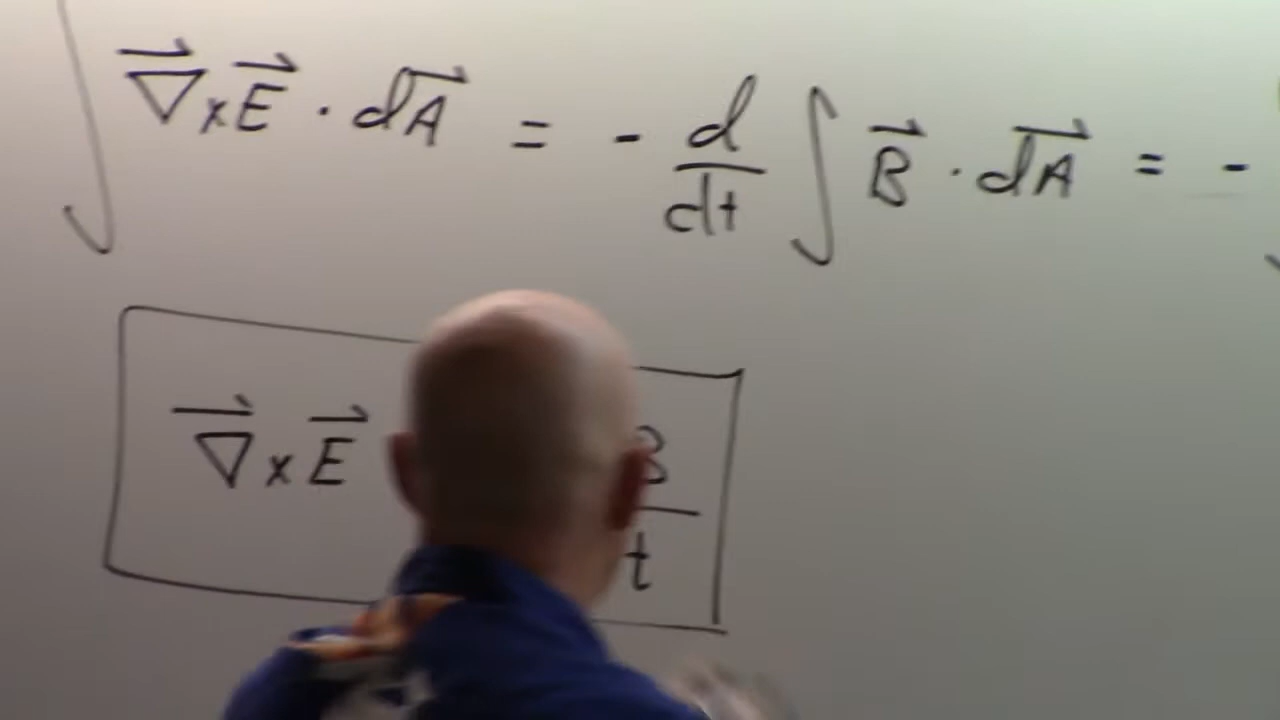 ∫ ∇⃗ × E⃗ · dA⃗ = - d/dt ∫ B⃗ · dA⃗ = -
∇⃗ × E⃗ B / t